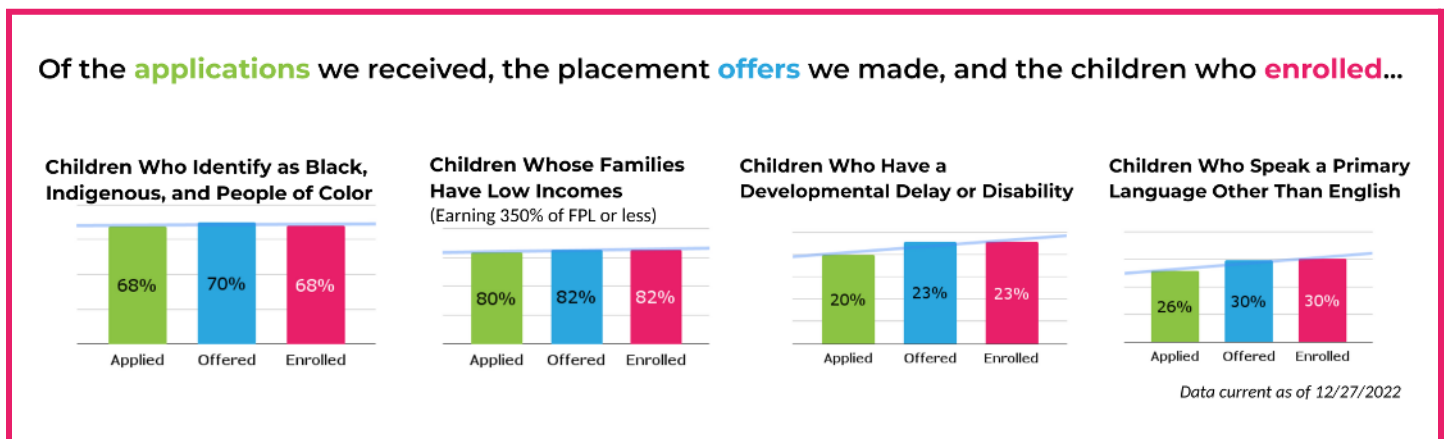 Of the applications we received, the placement offers we made, and the children who enrolled...
Children Who Identify as Black,
Indigenous, and People of Color
68%
70%
68%
Applied
Offered
Enrolled
Children Whose Families
Have Low Incomes
(Earning 350% of FPL or less)
80%
82%
82%
Applied
Offered
Enrolled
Children Who Have a
Developmental Delay or Disability
20%
23%
23%
Applied
Offered
Enrolled
Children Who Speak a Primary
Language Other Than English
26%
30%
30%
Applied
Offered
Enrolled
Data current as of 12/27/2022